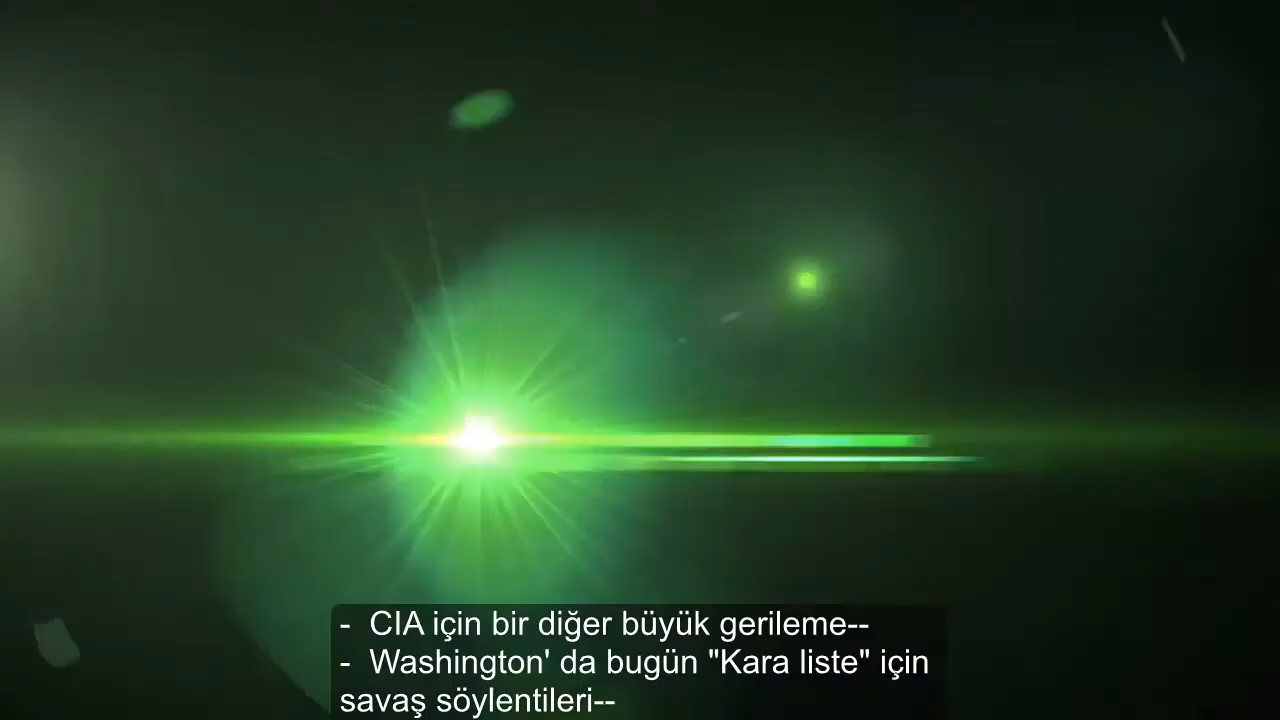 -  CIA için bir diğer büyük gerileme--
-  Washington' da bugün "Kara liste" için
savaş söylentileri--